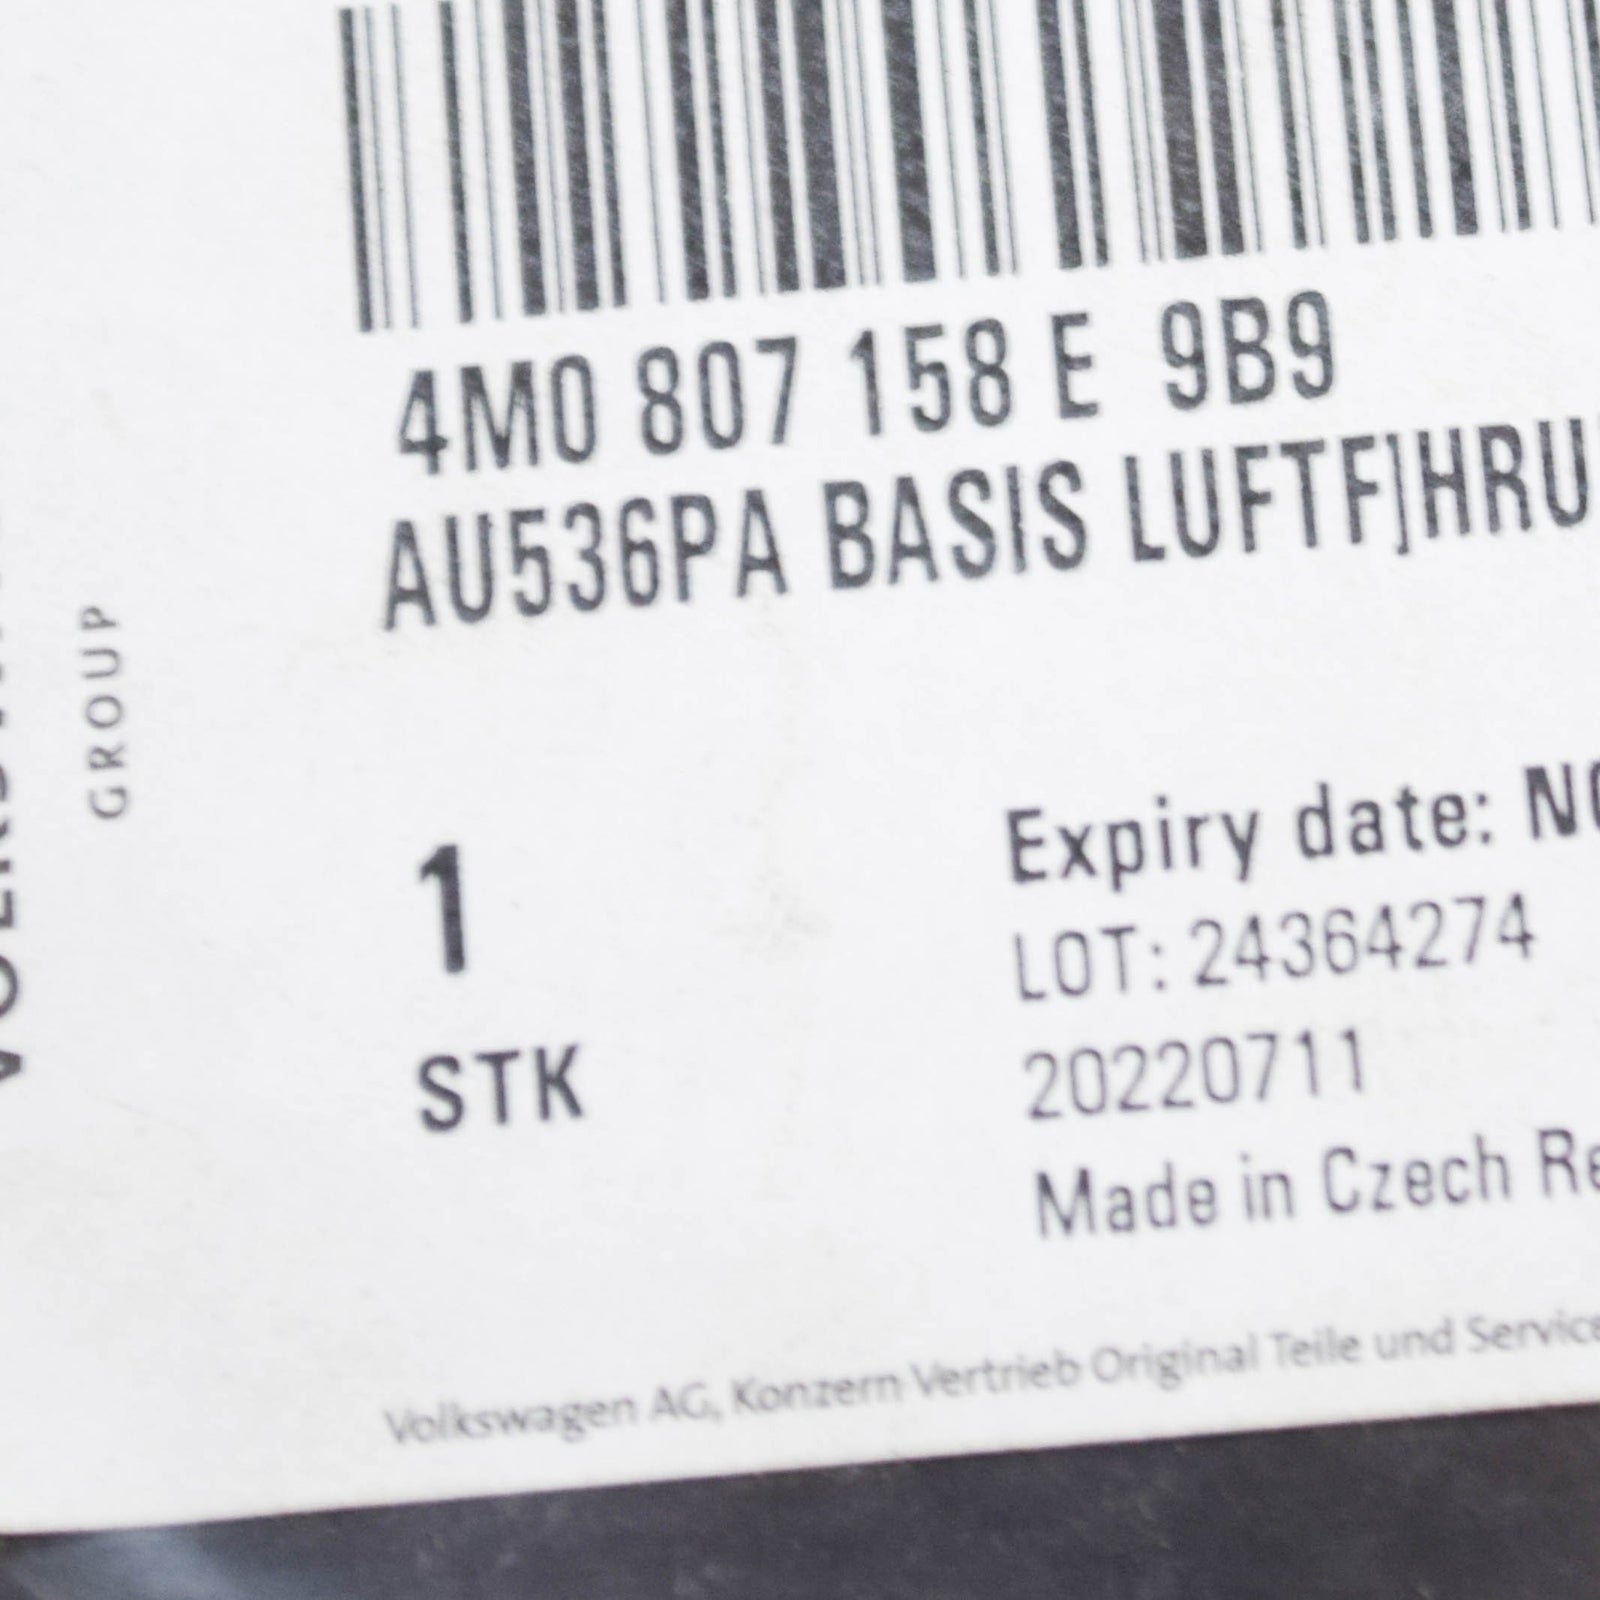 4M0 807 158 E 9B9
AU536PA BASIS LUFTF]HRU
GROUP
1
STK
Expiry date:
LOT: 24364274
20220711
Made in Czech
Volkswagen AG, Konzern Vertrieb Original Teile und Service